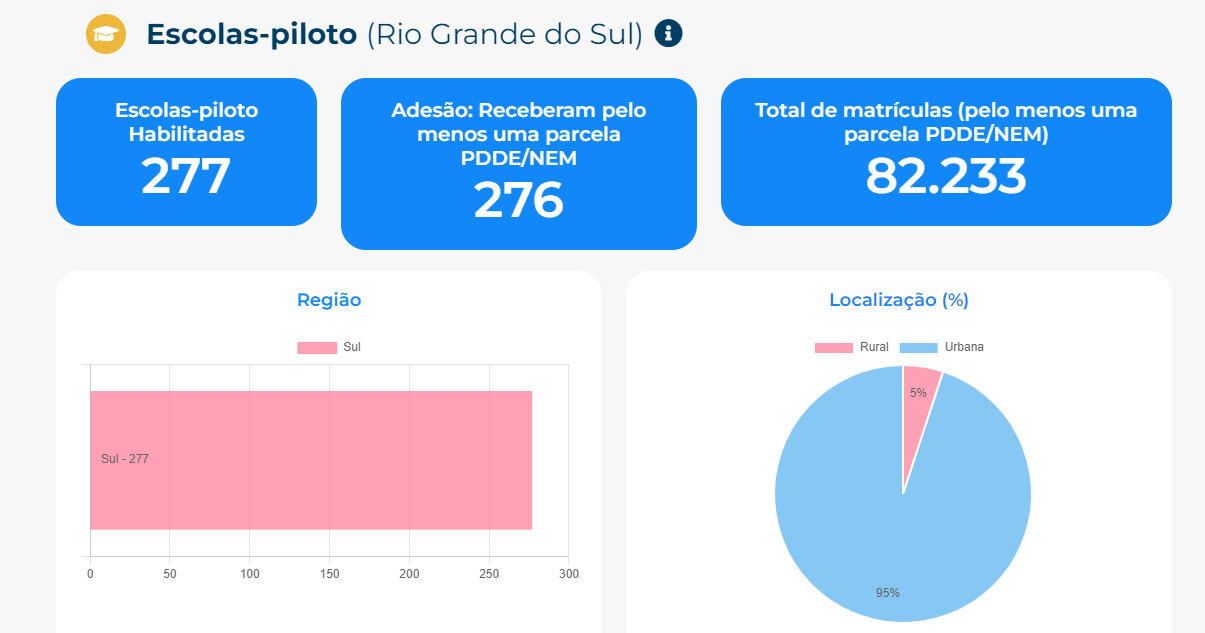 Escolas-piloto (Rio Grande do Sul)
Escolas-piloto
Habilitadas
277
Adesão: Receberam pelo
menos uma parcela
PDDE/NEM
276
Total de matrículas (pelo menos uma
parcela PDDE/NEM)
82.233
Região
Sul
Sul - 277
0 50 100 150 200 250 300
Localização (%)
Rural Urbana
5%
95%